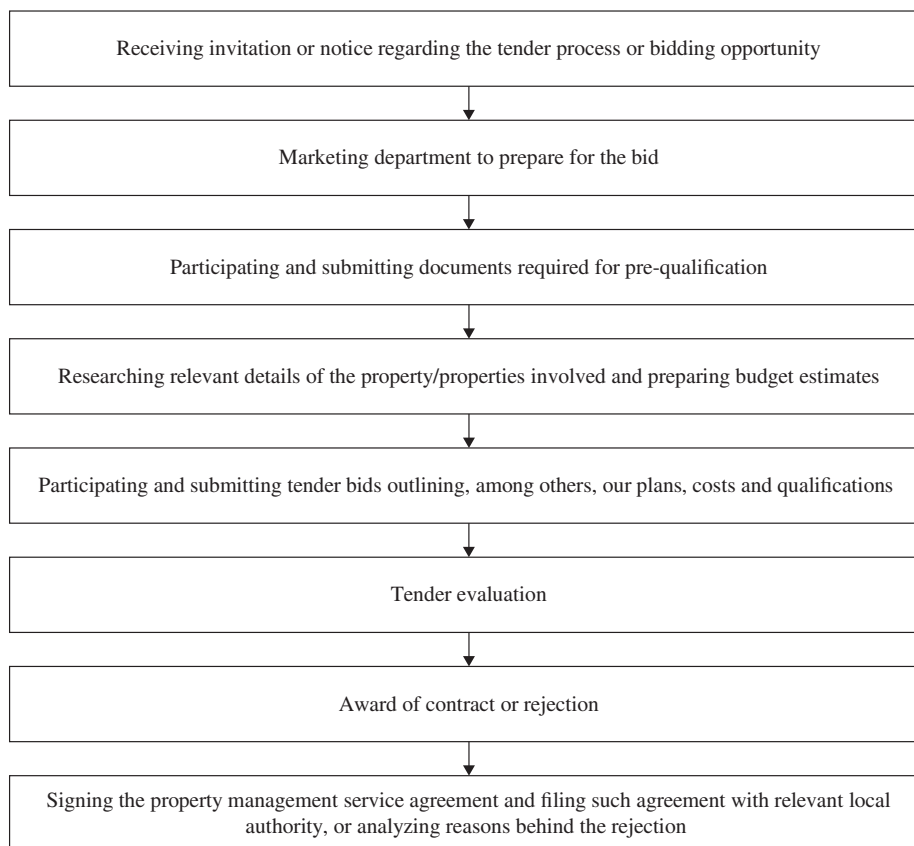 Receiving invitation or notice regarding the tender process or bidding opportunity
Marketing department to prepare for the bid
Participating and submitting documents required for pre-qualification
Researching relevant details of the property/properties involved and preparing budget estimates
Participating and submitting tender bids outlining, among others, our plans, costs and qualifications
Tender evaluation
Award of contract or rejection
Signing the property management service agreement and filing such agreement with relevant local
authority, or analyzing reasons behind the rejection